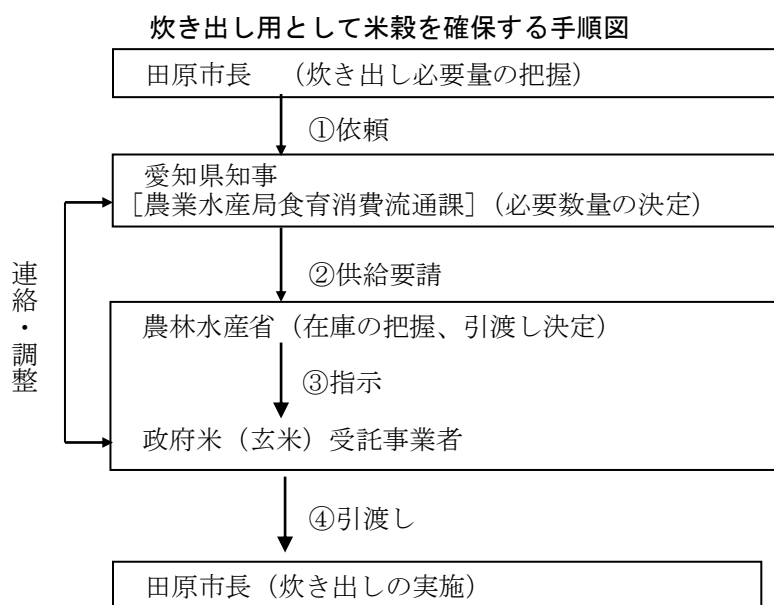 炊き出し用として米穀を確保する手順図
田原市長　（炊き出し必要量の把握）
①依頼
愛知県知事
［農業水産局食育消費流通課］（必要数量の決定）
②供給要請
連絡・調整
農林水産省（在庫の把握、引渡し決定）
③指示
政府米（玄米）受託事業者
④引渡し
田原市長（炊き出しの実施）